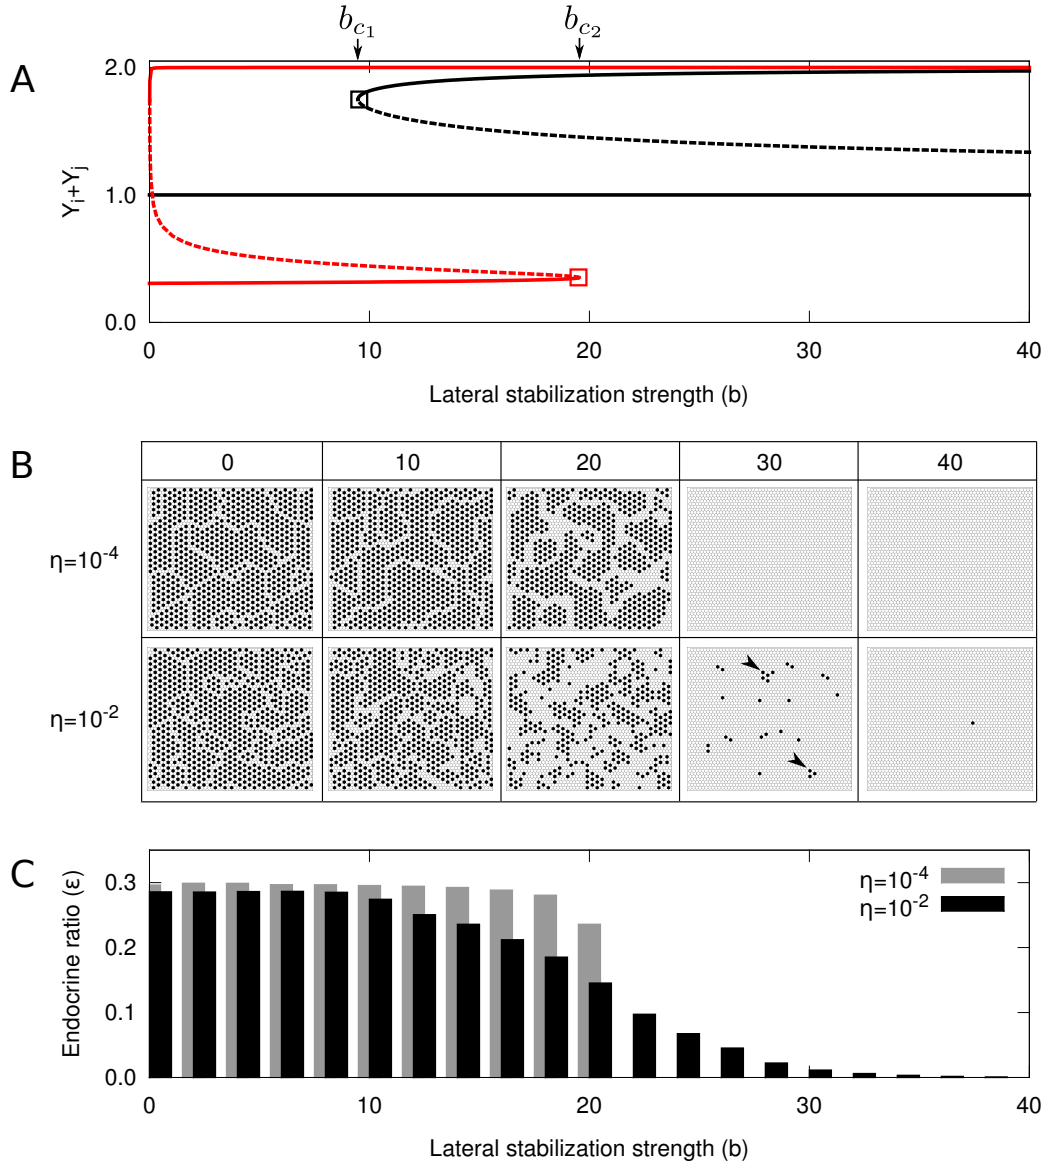 b_{c_1} b_{c_2}
A
2.0
1.0
0.0
Y_i+Y_j
0 10 20 30 40
Lateral stabilization strength (b)
B
0 10 20 30 40
η=10^{-4}
η=10^{-2}
C
0.3
0.2
0.1
0.0
Endocrine ratio (ε)
η=10^{-4}
η=10^{-2}
0 10 20 30 40
Lateral stabilization strength (b)